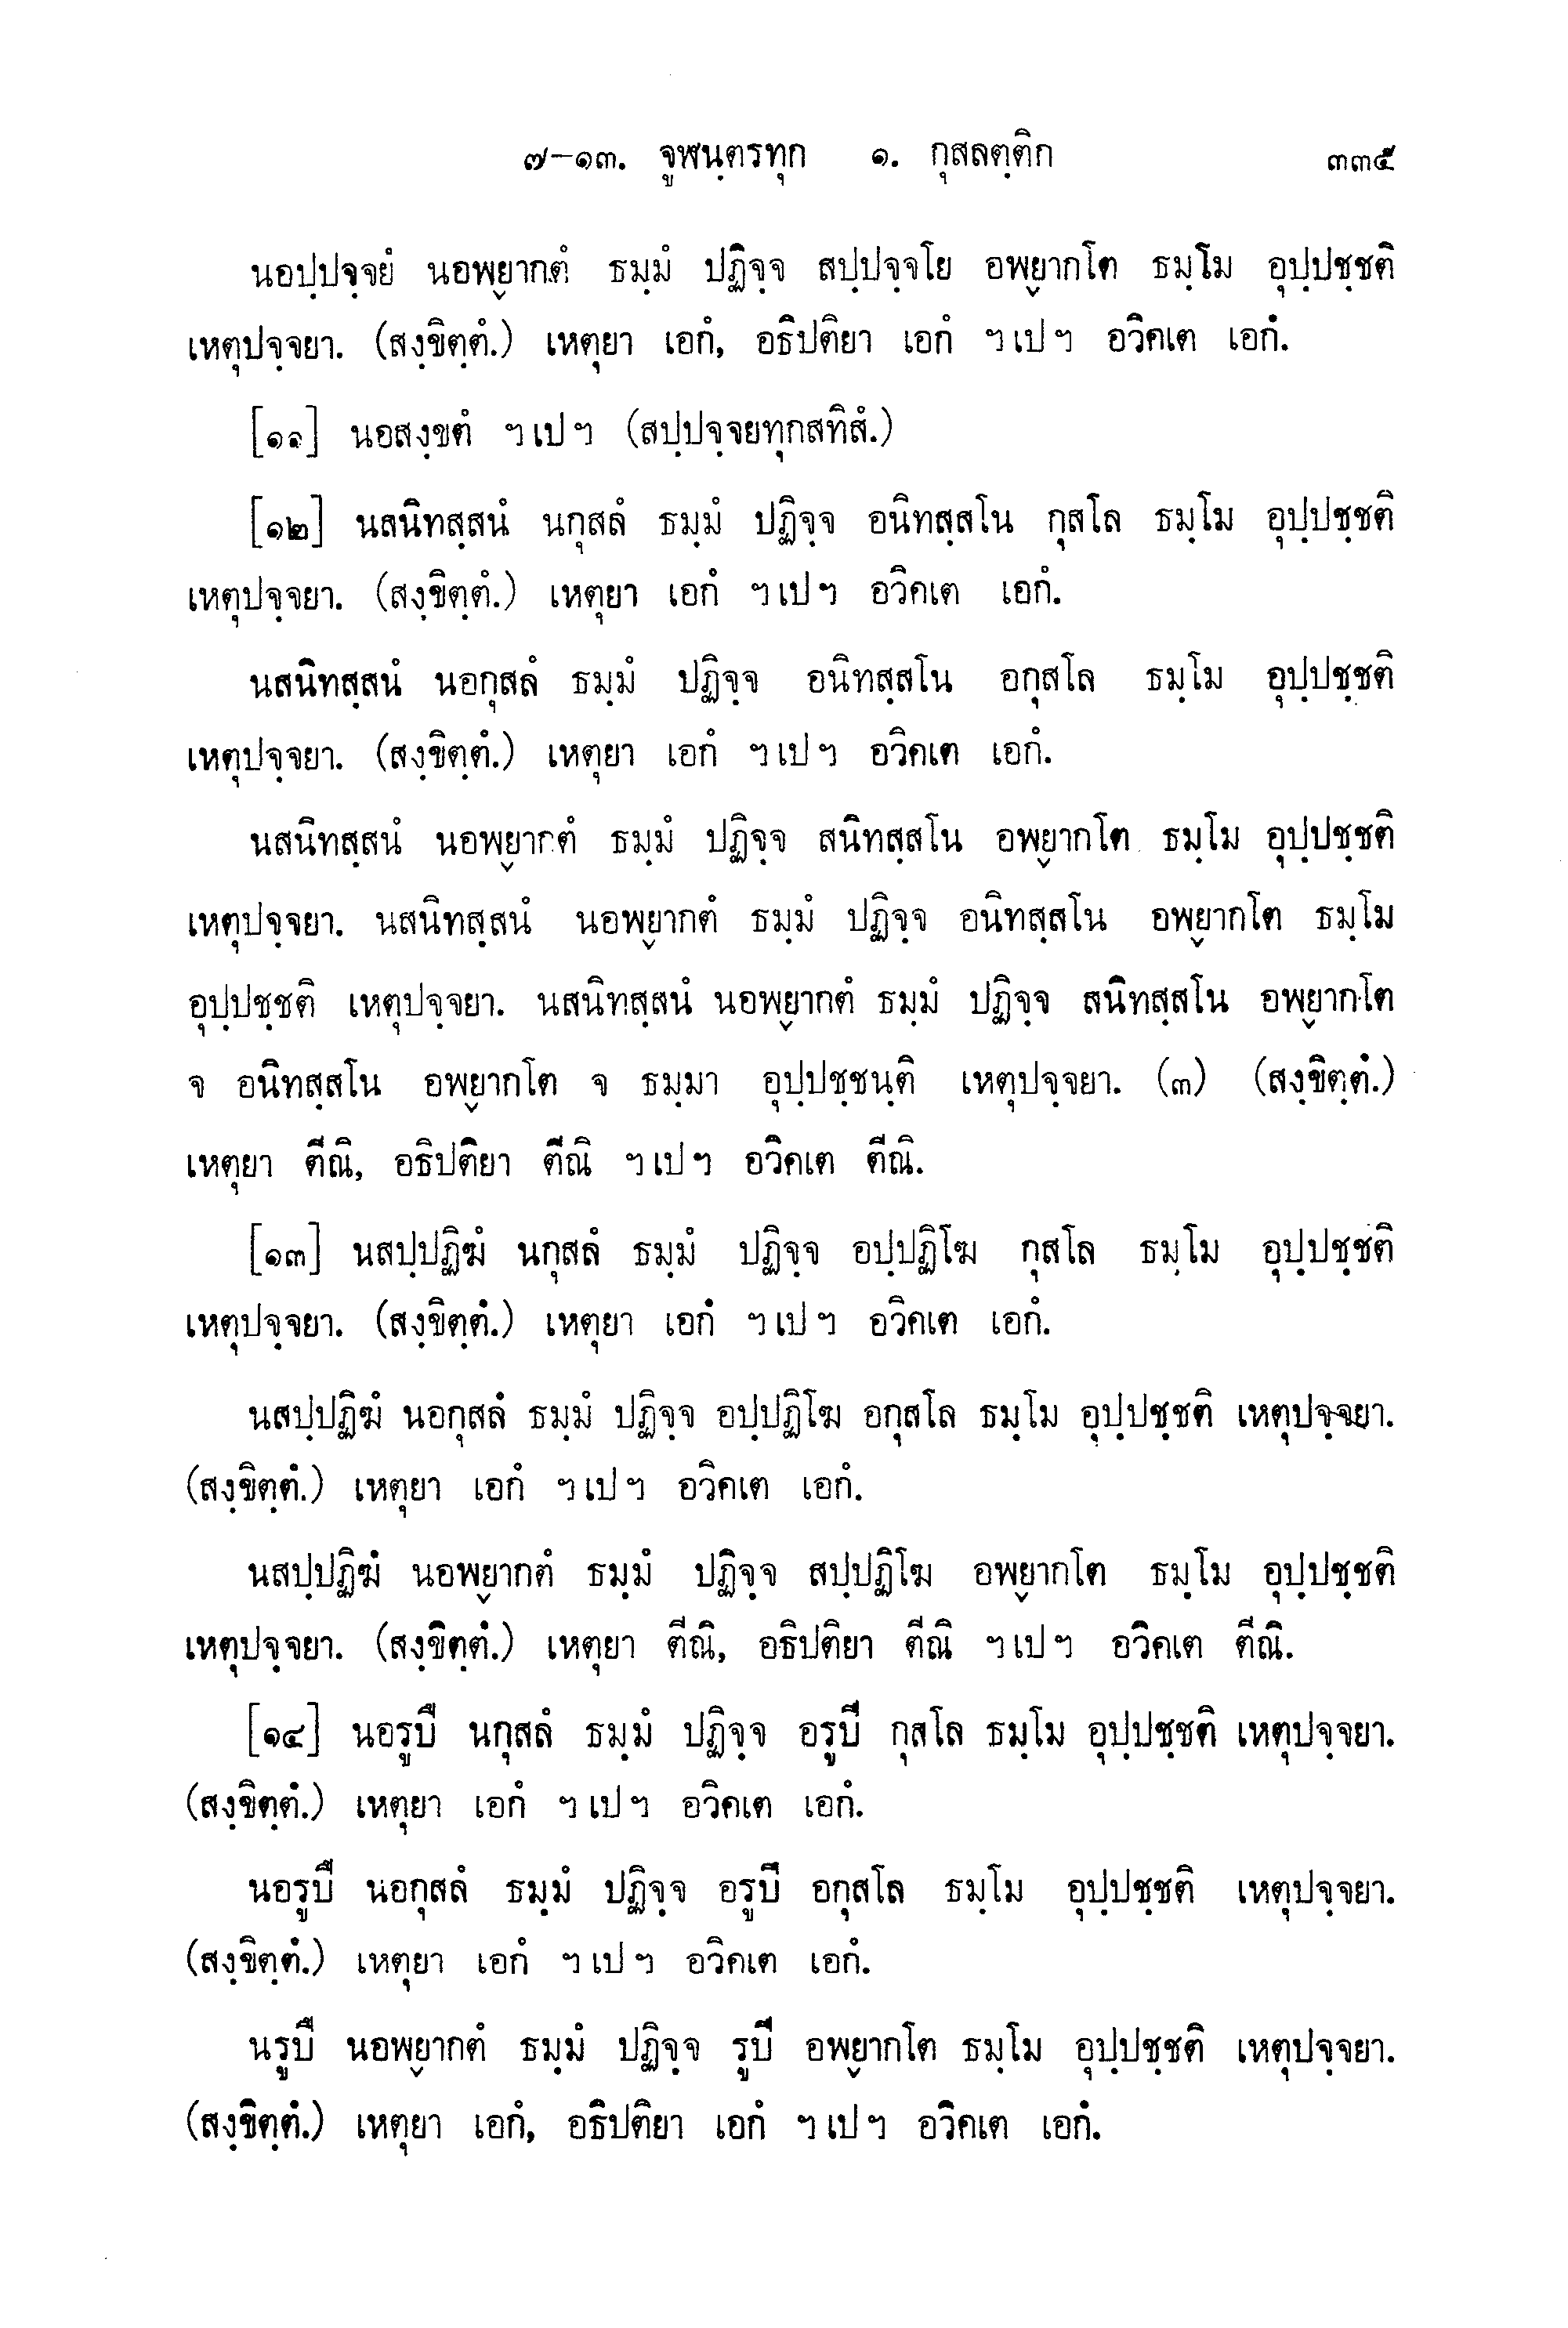 ๗-๑๓. จูฬนฺตรทุก ๑. กุสลตฺติก ๓๓๕
นอปฺปจฺจยํ นอพฺยากตํ ธมฺมํ ปฏิจฺจ สปฺปจฺจโย อพฺยากโต ธมฺโม อุปฺปชฺชติ
เหตุปจฺจยา. (สงฺขิตฺตํ.) เหตุยา เอกํ, อธิปติยา เอกํ ฯเปฯ อวิคเต เอกํ.
[๑๑] นอสงฺขตํ ฯเปฯ (สปฺปจฺจยทุกสทิสํ.)
[๑๒] นสนิทสฺสนํ นกุสลํ ธมฺมํ ปฏิจฺจ อนิทสฺสโน กุสโล ธมฺโม อุปฺปชฺชติ
เหตุปจฺจยา. (สงฺขิตฺตํ.) เหตุยา เอกํ ฯเปฯ อวิคเต เอกํ.
นสนิทสฺสนํ นอกุสลํ ธมฺมํ ปฏิจฺจ อนิทสฺสโน อกุสโล ธมฺโม อุปฺปชฺชติ
เหตุปจฺจยา. (สงฺขิตฺตํ.) เหตุยา เอกํ ฯเปฯ อวิคเต เอกํ.
นสนิทสฺสนํ นอพฺยากตํ ธมฺมํ ปฏิจฺจ สนิทสฺสโน อพฺยากโต ธมฺโม อุปฺปชฺชติ
เหตุปจฺจยา. นสนิทสฺสนํ นอพฺยากตํ ธมฺมํ ปฏิจฺจ อนิทสฺสโน อพฺยากโต ธมฺโม
อุปฺปชฺชติ เหตุปจฺจยา. นสนิทสฺสนํ นอพฺยากตํ ธมฺมํ ปฏิจฺจ สนิทสฺสโน อพฺยากโต
จ อนิทสฺสโน อพฺยากโต จ ธมฺมา อุปฺปชฺชนฺติ เหตุปจฺจยา. (๓) (สงฺขิตฺตํ.)
เหตุยา ตีณิ, อธิปติยา ตีณิ ฯเปฯ อวิคเต ตีณิ.
[๑๓] นสปฺปฏิฆํ นกุสลํ ธมฺมํ ปฏิจฺจ อปฺปฏิโฆ กุสโล ธมฺโม อุปฺปชฺชติ
เหตุปจฺจยา. (สงฺขิตฺตํ.) เหตุยา เอกํ ฯเปฯ อวิคเต เอกํ.
นสปฺปฏิฆํ นอกุสลํ ธมฺมํ ปฏิจฺจ อปฺปฏิโฆ อกุสโล ธมฺโม อุปฺปชฺชติ เหตุปจฺจยา.
(สงฺขิตฺตํ.) เหตุยา เอกํ ฯเปฯ อวิคเต เอกํ.
นสปฺปฏิฆํ นอพฺยากตํ ธมฺมํ ปฏิจฺจ สปฺปฏิโฆ อพฺยากโต ธมฺโม อุปฺปชฺชติ
เหตุปจฺจยา. (สงฺขิตฺตํ.) เหตุยา ตีณิ, อธิปติยา ตีณิ ฯเปฯ อวิคเต ตีณิ.
[๑๔] นอรูปึ นกุสลํ ธมฺมํ ปฏิจฺจ อรูปี กุสโล ธมฺโม อุปฺปชฺชติ เหตุปจฺจยา.
(สงฺขิตฺตํ.) เหตุยา เอกํ ฯเปฯ อวิคเต เอกํ.
นอรูปึ นอกุสลํ ธมฺมํ ปฏิจฺจ อรูปี อกุสโล ธมฺโม อุปฺปชฺชติ เหตุปจฺจยา.
(สงฺขิตฺตํ.) เหตุยา เอกํ ฯเปฯ อวิคเต เอกํ.
นรูปึ นอพฺยากตํ ธมฺมํ ปฏิจฺจ รูปี อพฺยากโต ธมฺโม อุปฺปชฺชติ เหตุปจฺจยา.
(สงฺขิตฺตํ.) เหตุยา เอกํ, อธิปติยา เอกํ ฯเปฯ อวิคเต เอกํ.